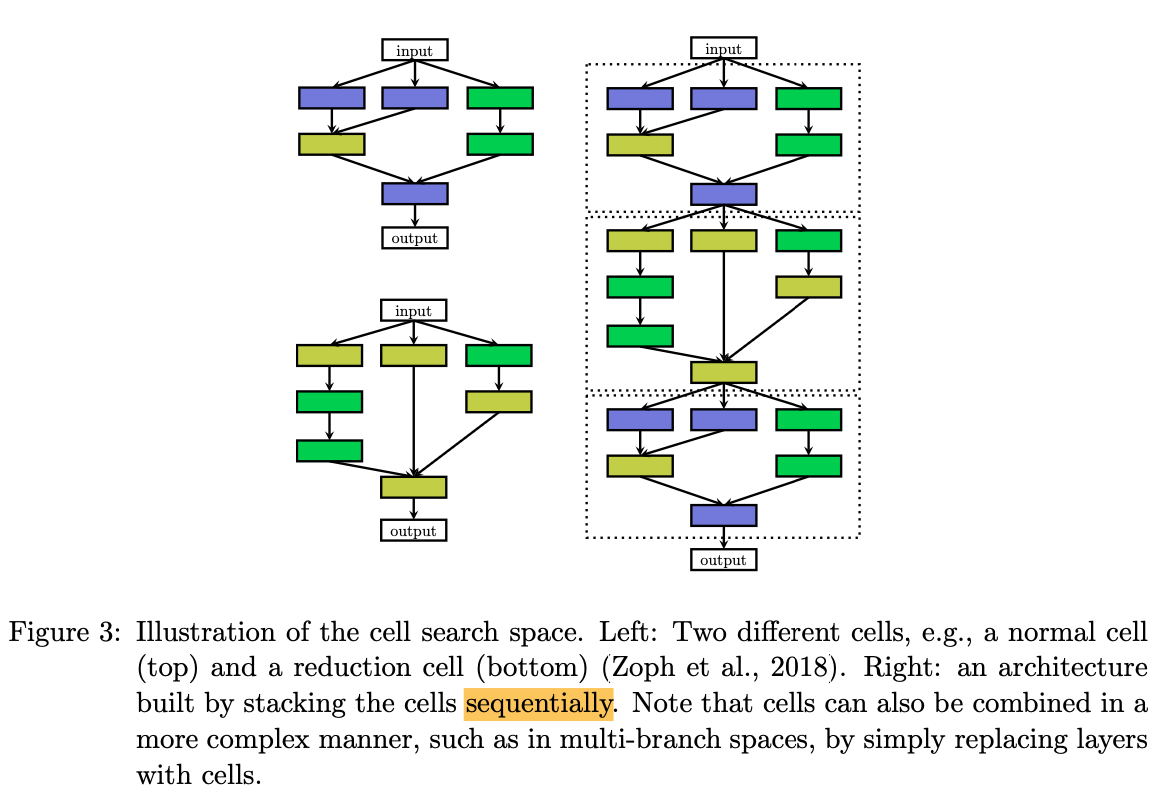 input
input
output
input
output
output
Figure 3: Illustration of the cell search space. Left: Two different cells, e.g., a normal cell
(top) and a reduction cell (bottom) (Zoph et al., 2018). Right: an architecture
built by stacking the cells sequentially. Note that cells can also be combined in a
more complex manner, such as in multi-branch spaces, by simply replacing layers
with cells.